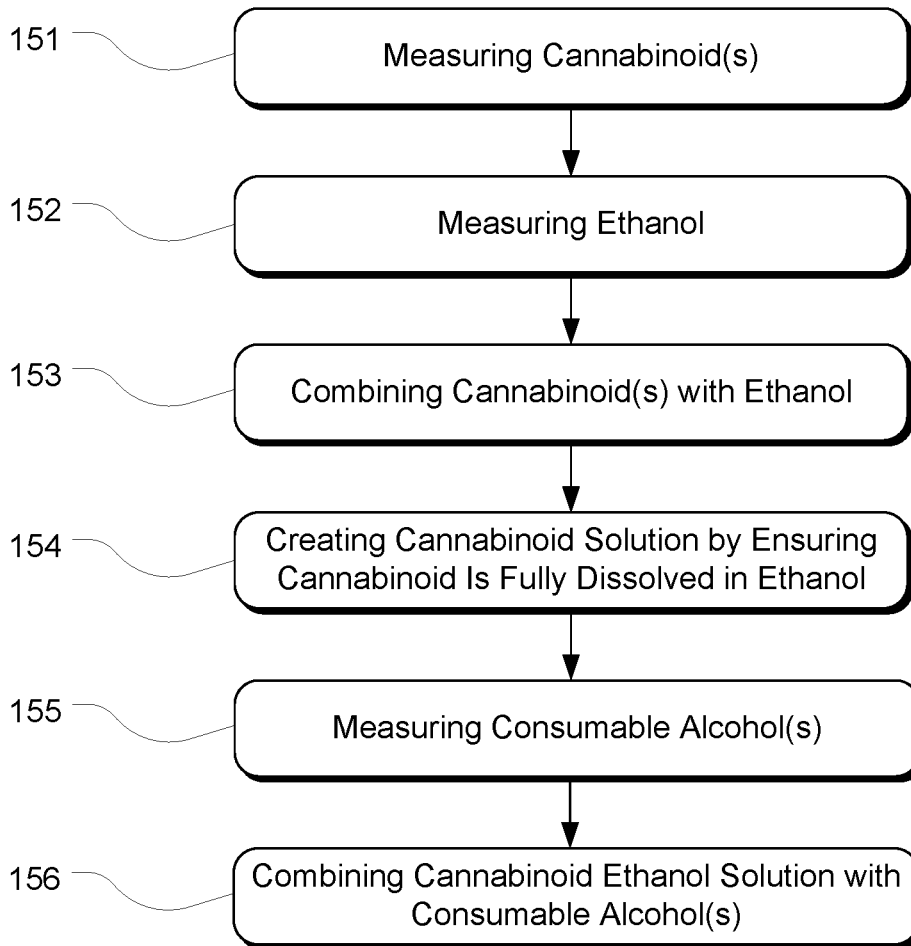 151
Measuring Cannabinoid(s)
152
Measuring Ethanol
153
Combining Cannabinoid(s) with Ethanol
154
Creating Cannabinoid Solution by Ensuring
Cannabinoid Is Fully Dissolved in Ethanol
155
Measuring Consumable Alcohol(s)
156
Combining Cannabinoid Ethanol Solution with
Consumable Alcohol(s)